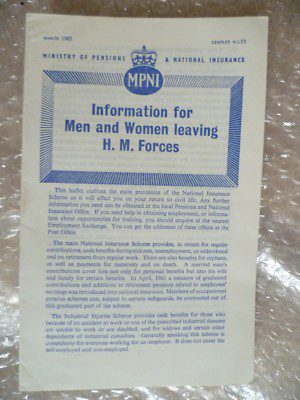 MARCH 1962 LEAFLET N.I.53
MINISTRY OF PENSIONS & NATIONAL INSURANCE
MPNI
Information for
Men and Women leaving
H. M. Forces
This leaflet outlines the main provisions of the National Insurance
Scheme as it will affect you on your return to civil life. Any further
information you need can be obtained at the local Pensions and National
Insurance Office. If you need help in obtaining employment, or informa-
tion about opportunities for training, you should enquire at the nearest
Employment Exchange. You can get the addresses of these offices at the
Post Office.
The main National Insurance Scheme provides, in return for regular
contributions, cash benefits during sickness, unemployment, or widowhood
and on retirement from regular work. There are also benefits for orphans,
as well as payments for maternity and on death. A married man's
contributions cover him not only for personal benefits but also his wife
and family for certain benefits. In April, 1961 a measure of graduated
contributions and additions to retirement pensions related to employees'
earnings was introduced into national insurance. Members of occupational
pension schemes can, subject to certain safeguards, be contracted out of
this graduated part of the scheme.
The Industrial Injuries Scheme provides cash benefits for those who
because of an accident at work or one of the prescribed industrial diseases
are unable to work or are disabled, and for widows and certain other
dependants of industrial casualties. Generally speaking this scheme is
compulsory for everyone working for an employer. It does not cover the
self-employed and non-employed.